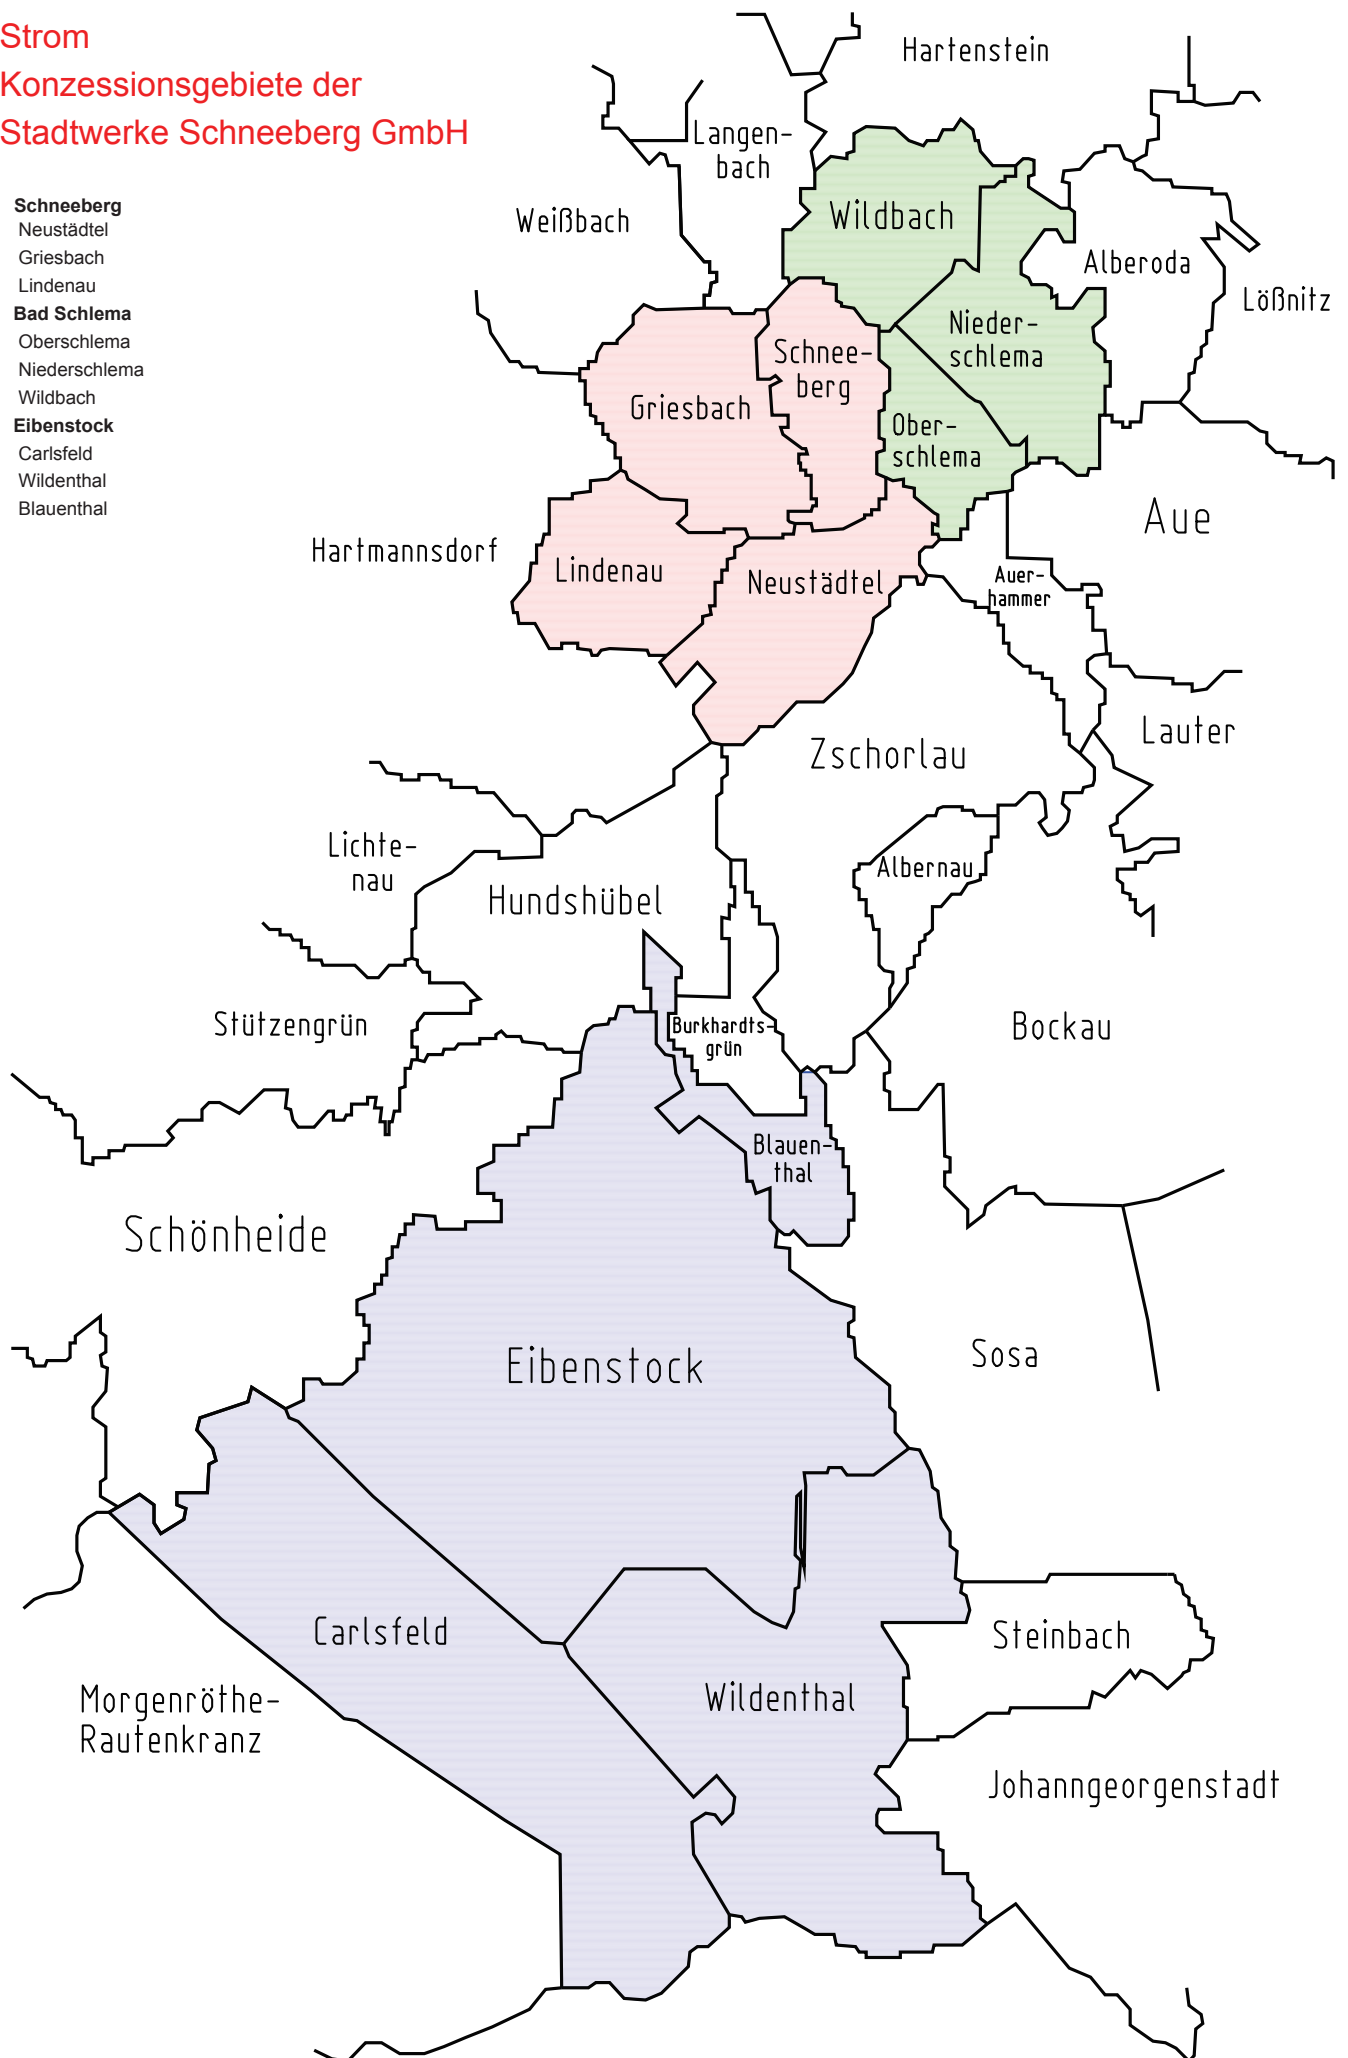 Strom
Konzessionsgebiete der
Stadtwerke Schneeberg GmbH
Schneeberg
Neustädtel
Griesbach
Lindenau
Bad Schlema
Oberschlema
Niederschlema
Wildbach
Eibenstock
Carlsfeld
Wildenthal
Blauenthal
Hartenstein
Langen-
bach
Weißbach
Wildbach
Alberoda
Lößnitz
Nieder-
schlema
Schnee-
berg
Griesbach
Ober-
schlema
Aue
Hartmannsdorf
Lindenau
Neustädtel
Auer-
hammer
Lauter
Zschorlau
Lichte-
nau
Albernau
Hundshübel
Stützengrün
Burkhardts-
grün
Bockau
Blauen-
thal
Schönheide
Eibenstock
Sosa
Carlsfeld
Steinbach
Morgenröthe-
Rautenkranz
Wildenthal
Johanngeorgenstadt